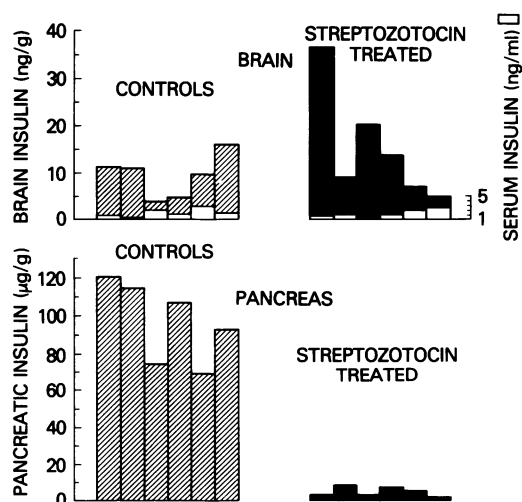 STREPTOZOTOCIN
TREATED
BRAIN
CONTROLS
BRAIN INSULIN (ng/g)
40
30
20
10
0
5
1
SERUM INSULIN (ng/ml)
CONTROLS
PANCREAS
STREPTOZOTOCIN
TREATED
PANCREATIC INSULIN (µg/g)
120
100
80
60
40
20
0